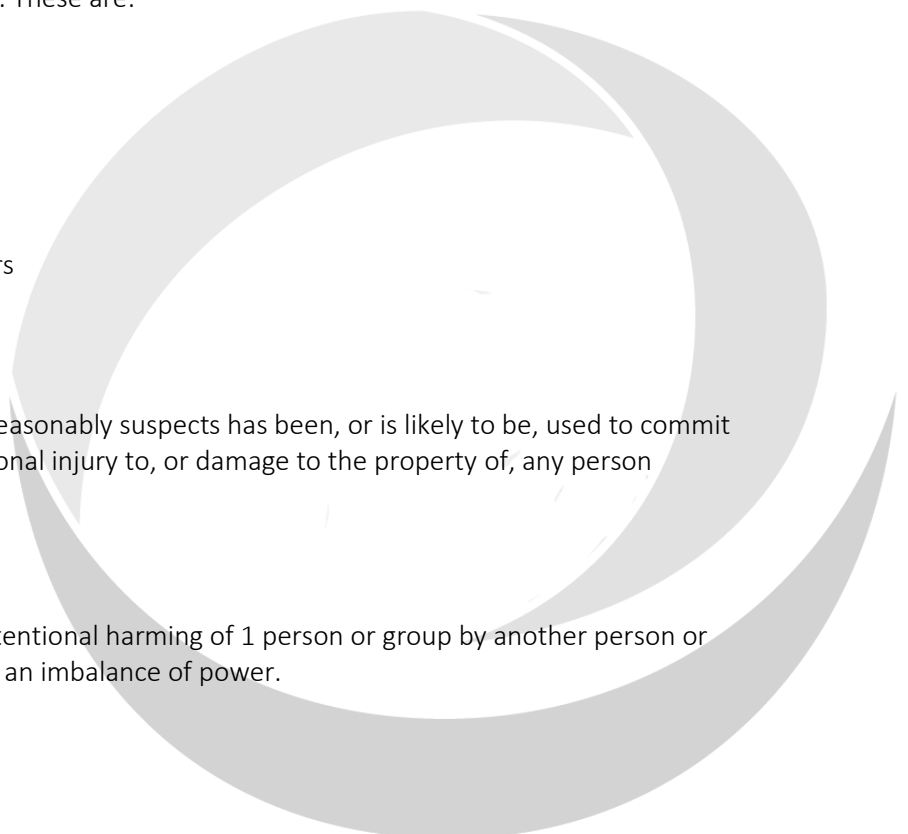 . These are:
rs
easonably suspects has been, or is likely to be, used to commit
onal injury to, or damage to the property of, any person
tentional harming of 1 person or group by another person or
an imbalance of power.